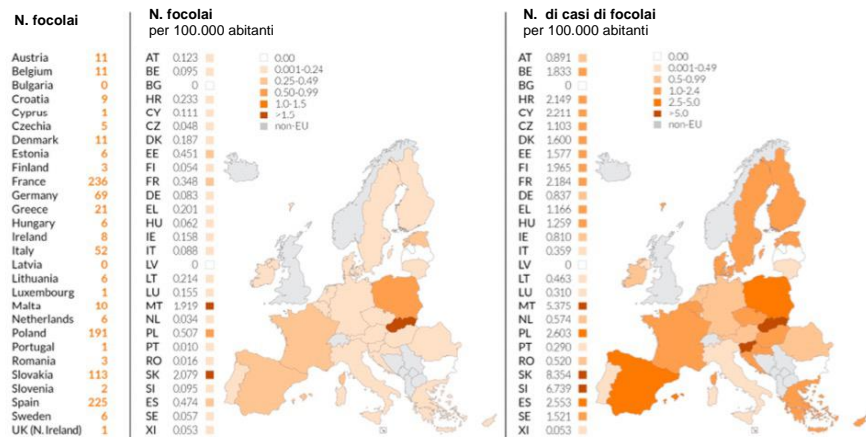 N. focolai
Austria 11
Belgium 11
Bulgaria 0
Croatia 9
Cyprus 1
Czechia 5
Denmark 11
Estonia 6
Finland 3
France 236
Germany 69
Greece 21
Hungary 6
Ireland 8
Italy 52
Latvia 0
Lithuania 6
Luxembourg 1
Malta 10
Netherlands 6
Poland 191
Portugal 1
Romania 3
Slovakia 113
Slovenia 2
Spain 225
Sweden 6
UK (N. Ireland) 1
N. focolai
per 100.000 abitanti
AT 0.123
BE 0.095
BG 0
HR 0.233
CY 0.111
CZ 0.048
DK 0.187
EE 0.451
FI 0.054
FR 0.348
DE 0.083
EL 0.201
HU 0.062
IE 0.158
IT 0.088
LV 0
LT 0.214
LU 0.155
MT 1.919
NL 0.034
PL 0.507
PT 0.010
RO 0.016
SK 2.079
SI 0.095
ES 0.474
SE 0.057
XI 0.053
0.00
0.001-0.24
0.25-0.49
0.50-0.99
1.0-1.5
>1.5
non-EU
N. di casi di focolai
per 100.000 abitanti
AT 0.891
BE 1.833
BG 0
HR 2.149
CY 2.211
CZ 1.103
DK 1.600
EE 1.577
FI 1.965
FR 2.184
DE 0.837
EL 1.166
HU 1.259
IE 0.810
IT 0.359
LV 0
LT 0.463
LU 0.310
MT 5.375
NL 0.574
PL 2.603
PT 0.290
RO 0.520
SK 8.354
SI 6.739
ES 2.553
SE 1.521
XI 0.053
0.00
0.001-0.49
0.5-0.99
1.0-2.4
2.5-5.0
>5.0
non-EU